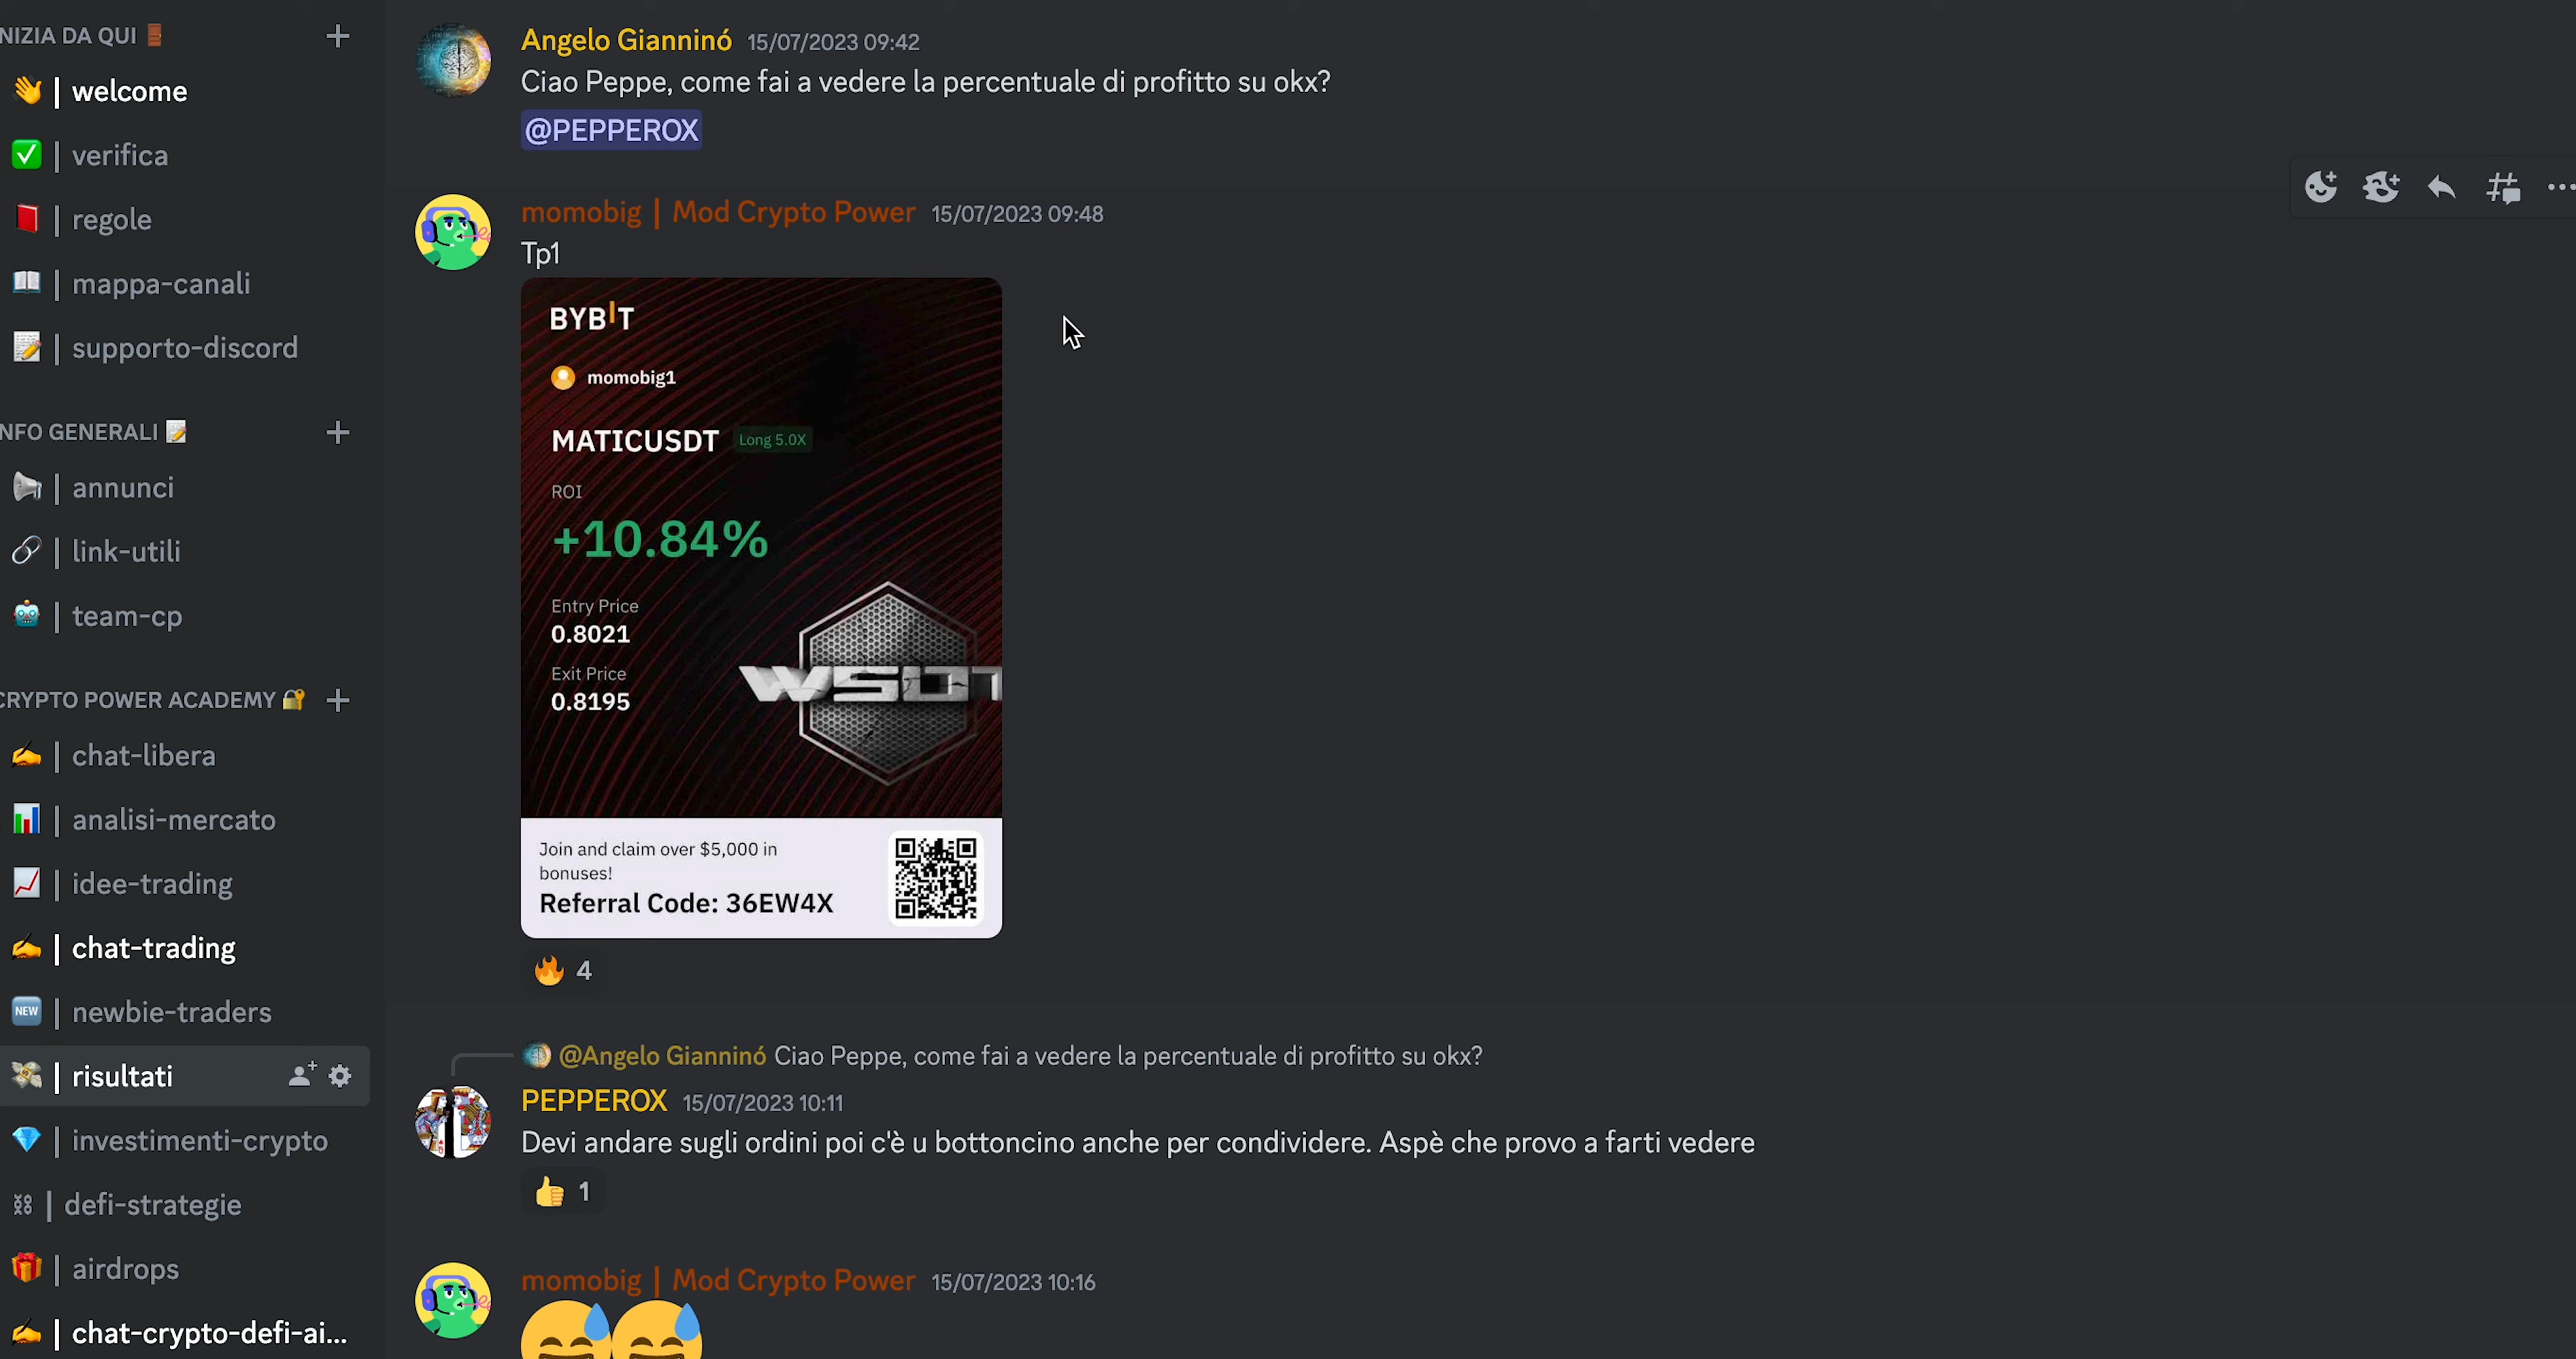 NIZIA DA QUI
welcome
verifica
regole
mappa-canali
supporto-discord
NFO GENERALI
annunci
link-utili
team-cp
CRYPTO POWER ACADEMY
chat-libera
analisi-mercato
idee-trading
chat-trading
NEW
newbie-traders
risultati
investimenti-crypto
defi-strategie
airdrops
chat-crypto-defi-ai...
Angelo Gianninó 15/07/2023 09:42
Ciao Peppe, come fai a vedere la percentuale di profitto su okx?
@PEPPEROX
momobig | Mod Crypto Power 15/07/2023 09:48
Tp1
BYBIT
momobig1
MATICUSDT Long 5.0X
ROI
+10.84%
Entry Price
0.8021
Exit Price
0.8195
WSOT
Join and claim over $5,000 in
bonuses!
Referral Code: 36EW4X
4
@Angelo Gianninó Ciao Peppe, come fai a vedere la percentuale di profitto su okx?
PEPPEROX 15/07/2023 10:11
Devi andare sugli ordini poi c'è u bottoncino anche per condividere. Aspè che provo a farti vedere
1
momobig | Mod Crypto Power 15/07/2023 10:16